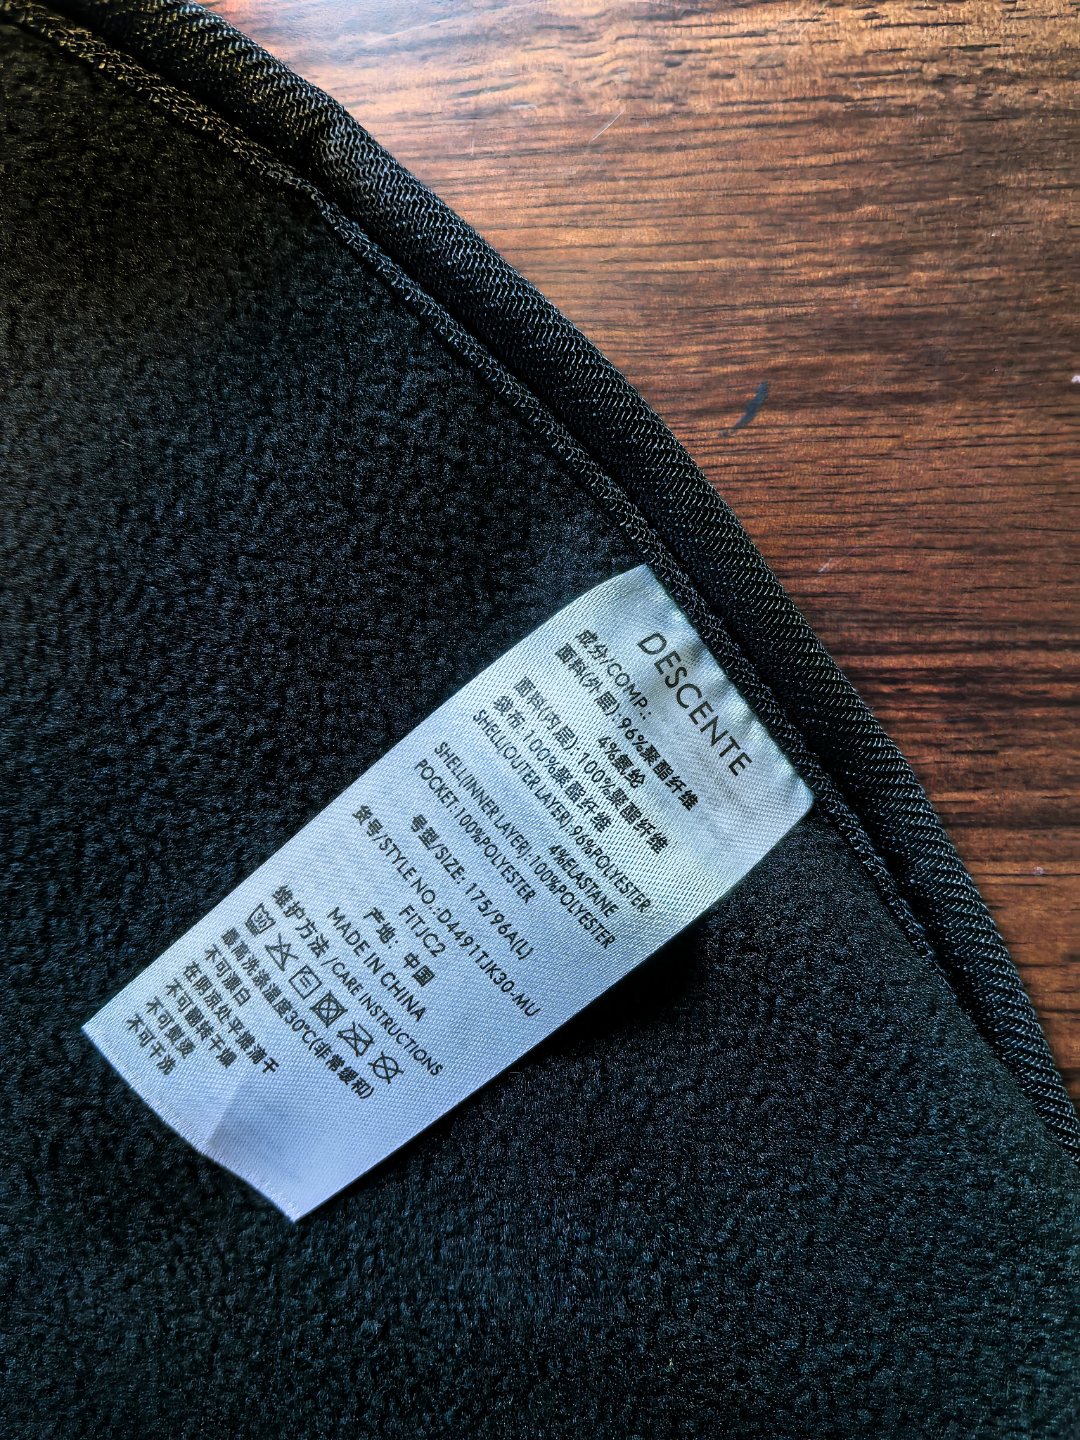 DESCENTE
成分/COMP.:
面料(外层):96%聚酯纤维
4%氨纶
面料(内层):100%聚酯纤维
袋布:100%聚酯纤维
SHELL(OUTER LAYER):96%POLYESTER
4%ELASTANE
SHELL(INNER LAYER):100%POLYESTER
POCKET:100%POLYESTER
号型/SIZE: 175/96A(L)
货号/STYLE NO.:D4491TJK30-MU
FITJC2
产地: 中国
MADE IN CHINA
维护方法 /CARE INSTRUCTIONS
最高洗涤温度30℃(非常缓和)
不可漂白
在阴凉处平摊滴干
不可翻转干燥
不可熨烫
不可干洗